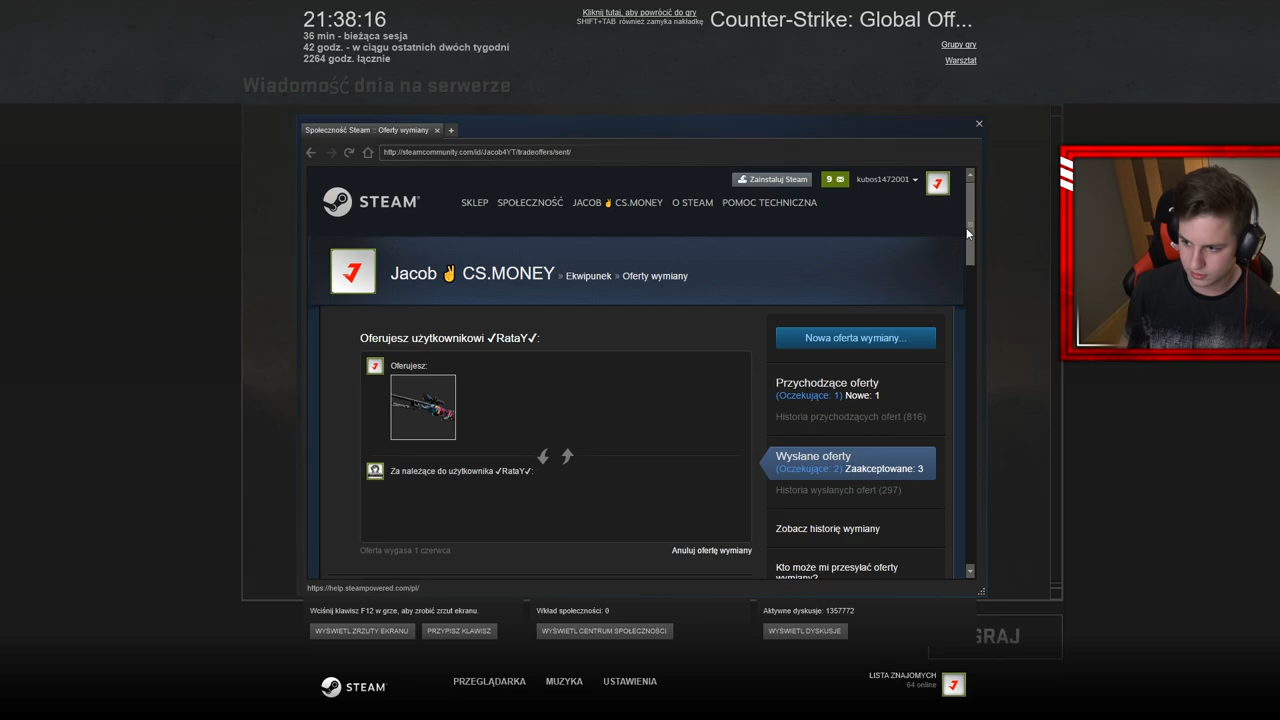 21:38:16
36 min - bieżąca sesja
42 godz. - w ciągu ostatnich dwóch tygodni
2264 godz. łącznie
Kliknij tutaj, aby powrócić do gry
SHIFT+TAB również zamyka nakładkę
Counter-Strike: Global Off...
Grupy gry
Warsztat
Wiadomość dnia na serwerze
Społeczność Steam :: Oferty wymiany
http://steamcommunity.com/id/Jacob4YT/tradeoffers/sent/
Zainstaluj Steam
9
kubos1472001
STEAM
SKLEP SPOŁECZNOŚĆ JACOB ✌ CS.MONEY O STEAM POMOC TECHNICZNA
Jacob ✌ CS.MONEY » Ekwipunek » Oferty wymiany
Oferujesz użytkownikowi ✓RataY✓:
Oferujesz:
Za należące do użytkownika ✓RataY✓:
Oferta wygasa 1 czerwca
Anuluj ofertę wymiany
Nowa oferta wymiany...
Przychodzące oferty
(Oczekujące: 1) Nowe: 1
Historia przychodzących ofert (816)
Wysłane oferty
(Oczekujące: 2) Zaakceptowane: 3
Historia wysłanych ofert (297)
Zobacz historię wymiany
Kto może mi przesyłać oferty
wymiany?
https://help.steampowered.com/pl/
Wciśnij klawisz F12 w grze, aby zrobić zrzut ekranu.
WYŚWIETL ZRZUTY EKRANU
PRZYPISZ KLAWISZ
Wkład społeczności: 0
WYŚWIETL CENTRUM SPOŁECZNOŚCI
Aktywne dyskusje: 1357772
WYŚWIETL DYSKUSJE
GRAJ
STEAM
PRZEGLĄDARKA
MUZYKA
USTAWIENIA
LISTA ZNAJOMYCH
64 online